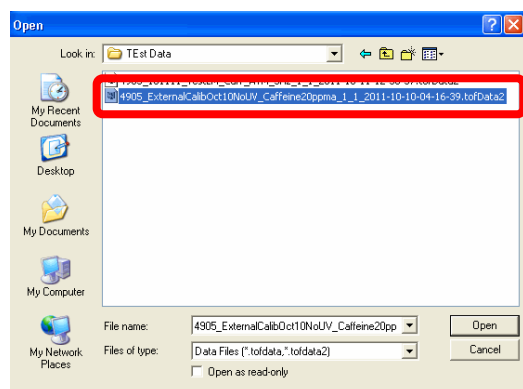 Open
Look in: TEst Data
4905_ExternalCalibOct10NoUV_Caffeine20ppma_1_1_2011-10-10-04-16-39.tofData2
My Recent
Documents
Desktop
My Documents
My Computer
My Network
Places
File name: 4905_ExternalCalibOct10NoUV_Caffeine20pp Open
Files of type: Data Files (*.tofdata,*.tofdata2) Cancel
Open as read-only